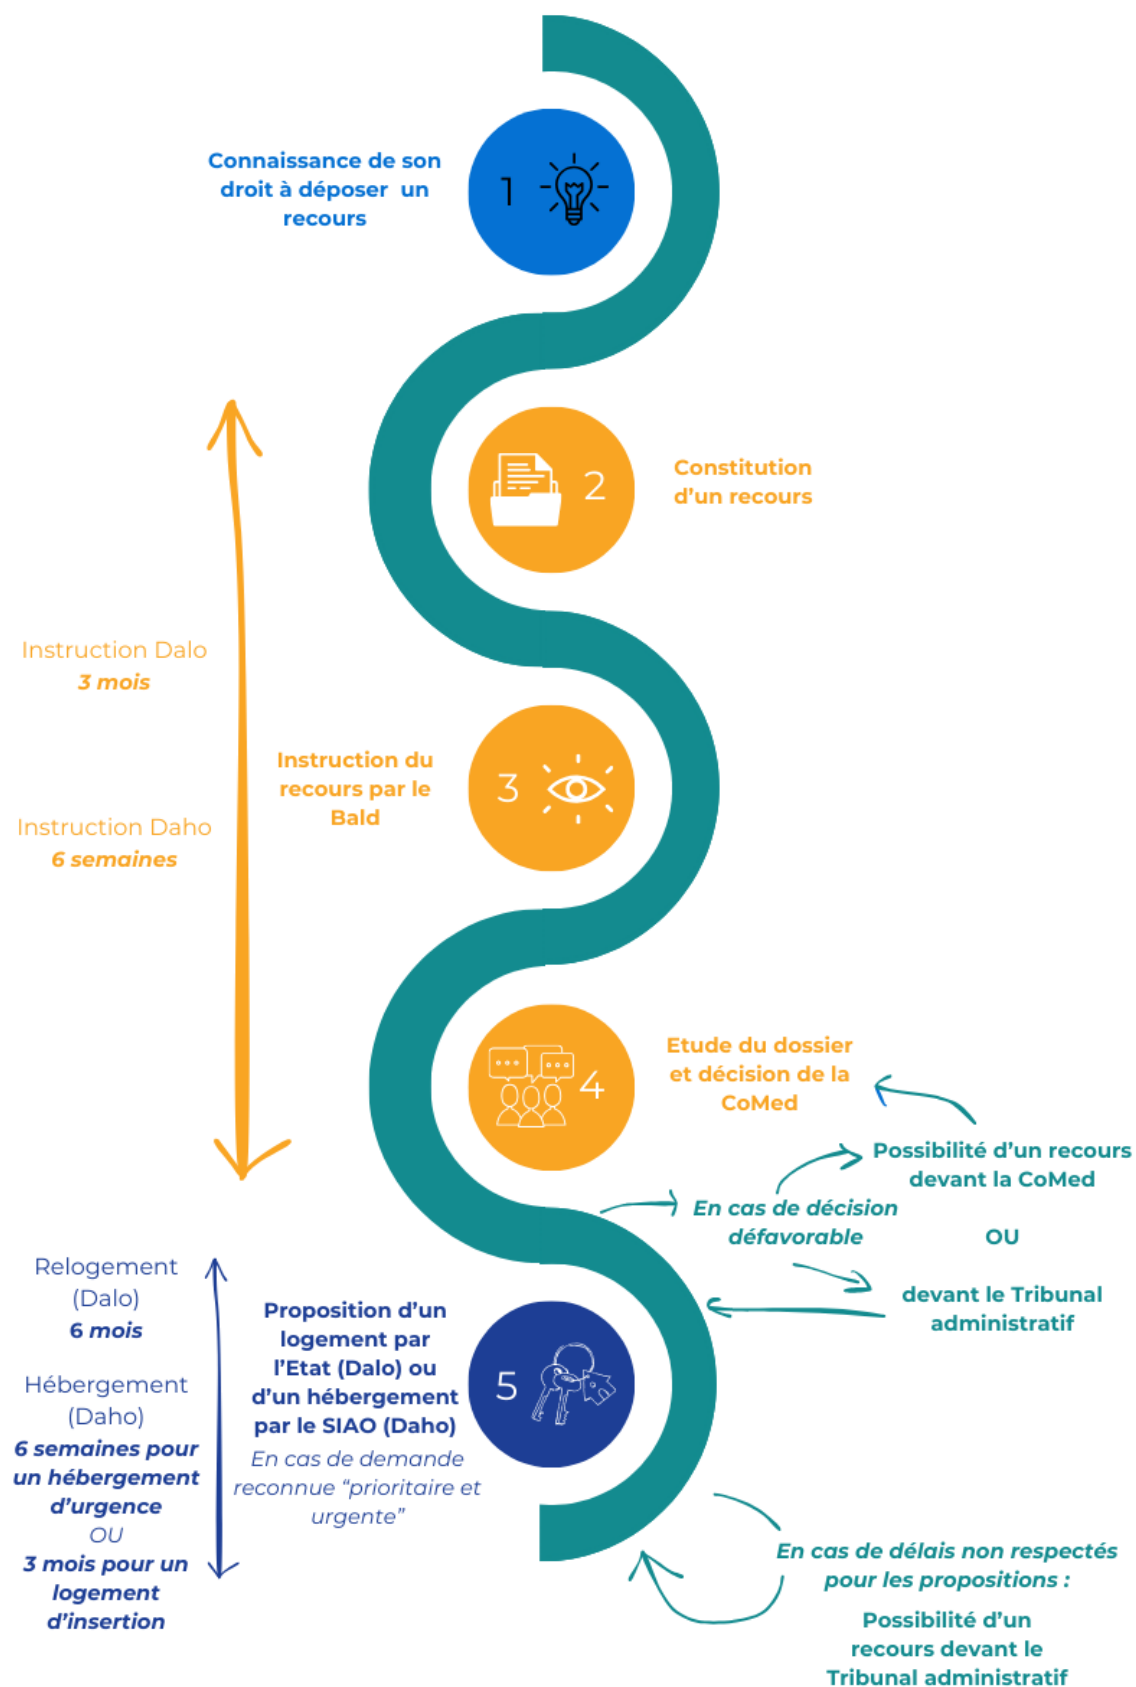 Connaissance de son
droit à déposer un
recours
1
2
Constitution
d'un recours
Instruction Dalo
3 mois
Instruction Daho
6 semaines
Instruction du
recours par le
Bald
3
4
Etude du dossier
et décision de la
CoMed
Possibilité d'un recours
devant la CoMed
En cas de décision
défavorable
OU
devant le Tribunal
administratif
Relogement
(Dalo)
6 mois
Hébergement
(Daho)
6 semaines pour
un hébergement
d'urgence
OU
3 mois pour un
logement
d'insertion
Proposition d'un
logement par
l'Etat (Dalo) ou
d'un hébergement
par le SIAO (Daho)
En cas de demande
reconnue “prioritaire et
urgente”
5
En cas de délais non respectés
pour les propositions :
Possibilité d'un
recours devant le
Tribunal administratif